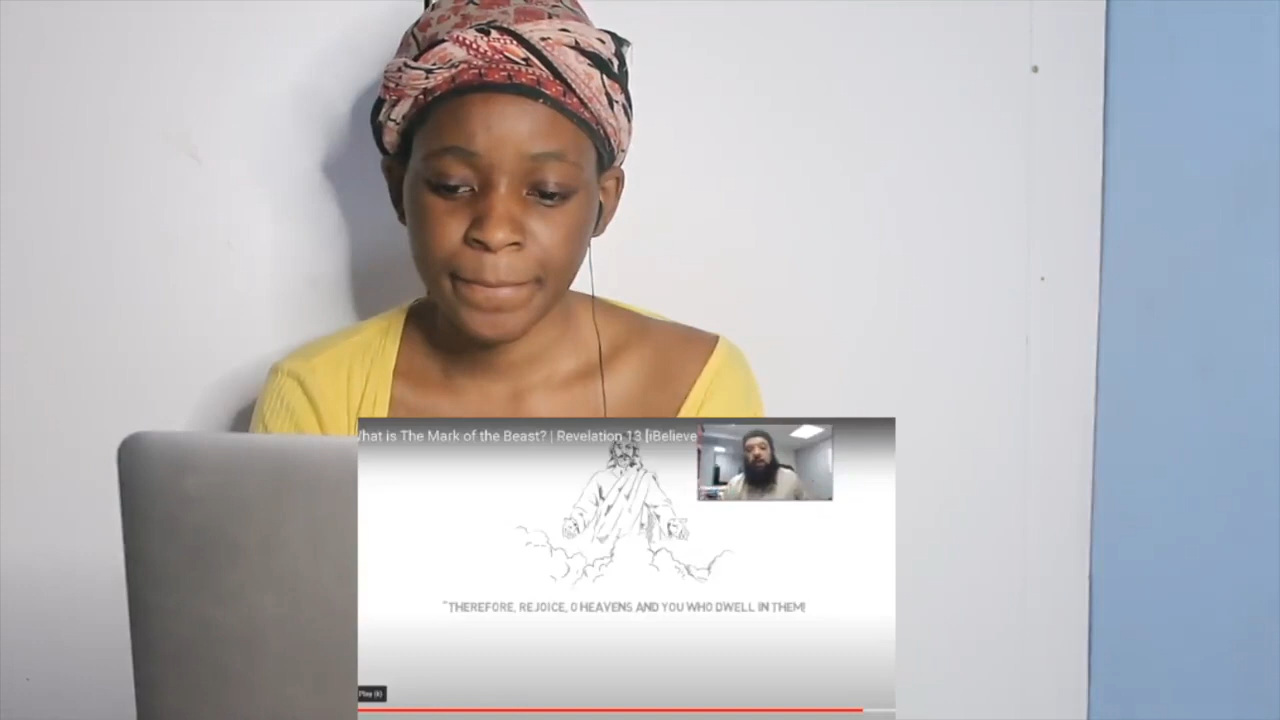 hat is The Mark of the Beast? | Revelation 13 [iBelieve
"THEREFORE, REJOICE, O HEAVENS AND YOU WHO DWELL IN THEM!
Play (k)